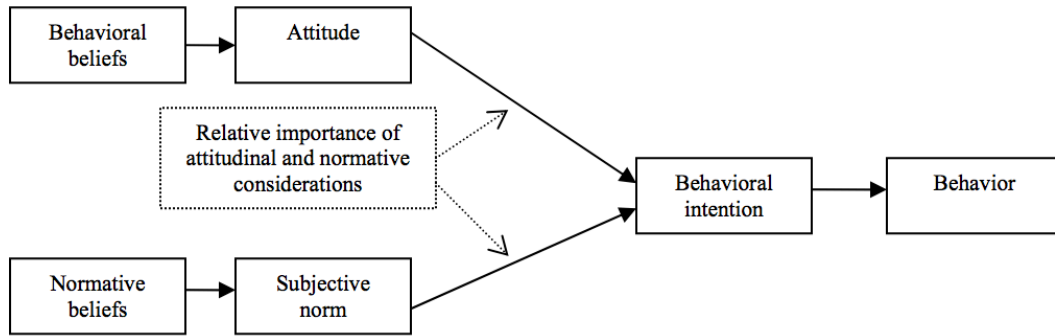 Behavioral
beliefs
Attitude
Relative importance of
attitudinal and normative
considerations
Behavioral
intention
Behavior
Normative
beliefs
Subjective
norm